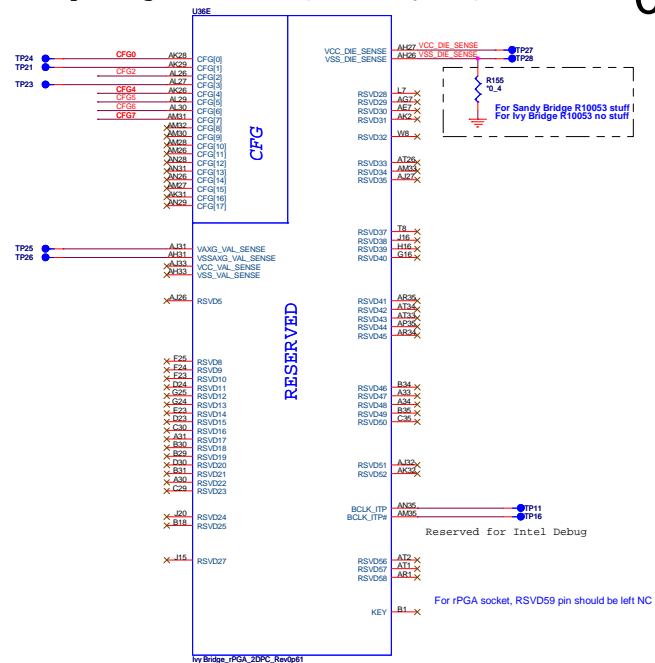 U36E
TP24 CFG0 AK28 CFG[0]
TP21 AK29 CFG[1]
CFG2 AL26 CFG[2]
TP23 AL27 CFG[3]
CFG4 AK26 CFG[4]
CFG5 AL29 CFG[5]
CFG6 AL30 CFG[6]
CFG7 AM31 CFG[7]
AM32 CFG[8]
AM30 CFG[9]
AM28 CFG[10]
AM26 CFG[11]
AN28 CFG[12]
AN31 CFG[13]
AN26 CFG[14]
AM27 CFG[15]
AK31 CFG[16]
AN29 CFG[17]
CFG
TP25 AJ31 VAXG_VAL_SENSE
TP26 AH31 VSSAXG_VAL_SENSE
AJ33 VCC_VAL_SENSE
AH33 VSS_VAL_SENSE
AJ26 RSVD5
F25 RSVD8
F24 RSVD9
F23 RSVD10
D24 RSVD11
G25 RSVD12
G24 RSVD13
E23 RSVD14
D23 RSVD15
C30 RSVD16
A31 RSVD17
B30 RSVD18
B29 RSVD19
D30 RSVD20
B31 RSVD21
A30 RSVD22
C29 RSVD23
J20 RSVD24
B18 RSVD25
J15 RSVD27
RESERVED
VCC_DIE_SENSE AH27 VCC_DIE_SENSE TP27
VSS_DIE_SENSE AH26 VSS_DIE_SENSE TP28
R155
*0_4
For Sandy Bridge R10053 stuff
For Ivy Bridge R10053 no stuff
RSVD28 L7
RSVD29 AG7
RSVD30 AE7
RSVD31 AK2
RSVD32 W8
RSVD33 AT26
RSVD34 AM33
RSVD35 AJ27
RSVD37 T8
RSVD38 J16
RSVD39 H16
RSVD40 G16
RSVD41 AR35
RSVD42 AT34
RSVD43 AT33
RSVD44 AP35
RSVD45 AR34
RSVD46 B34
RSVD47 A33
RSVD48 A34
RSVD49 B35
RSVD50 C35
RSVD51 AJ32
RSVD52 AK32
BCLK_ITP AN35 TP11
BCLK_ITP# AM35 TP16
Reserved for Intel Debug
RSVD56 AT2
RSVD57 AT1
RSVD58 AR1
For rPGA socket, RSVD59 pin should be left NC
KEY B1
Ivy Bridge_rPGA_2DPC_Rev0p61